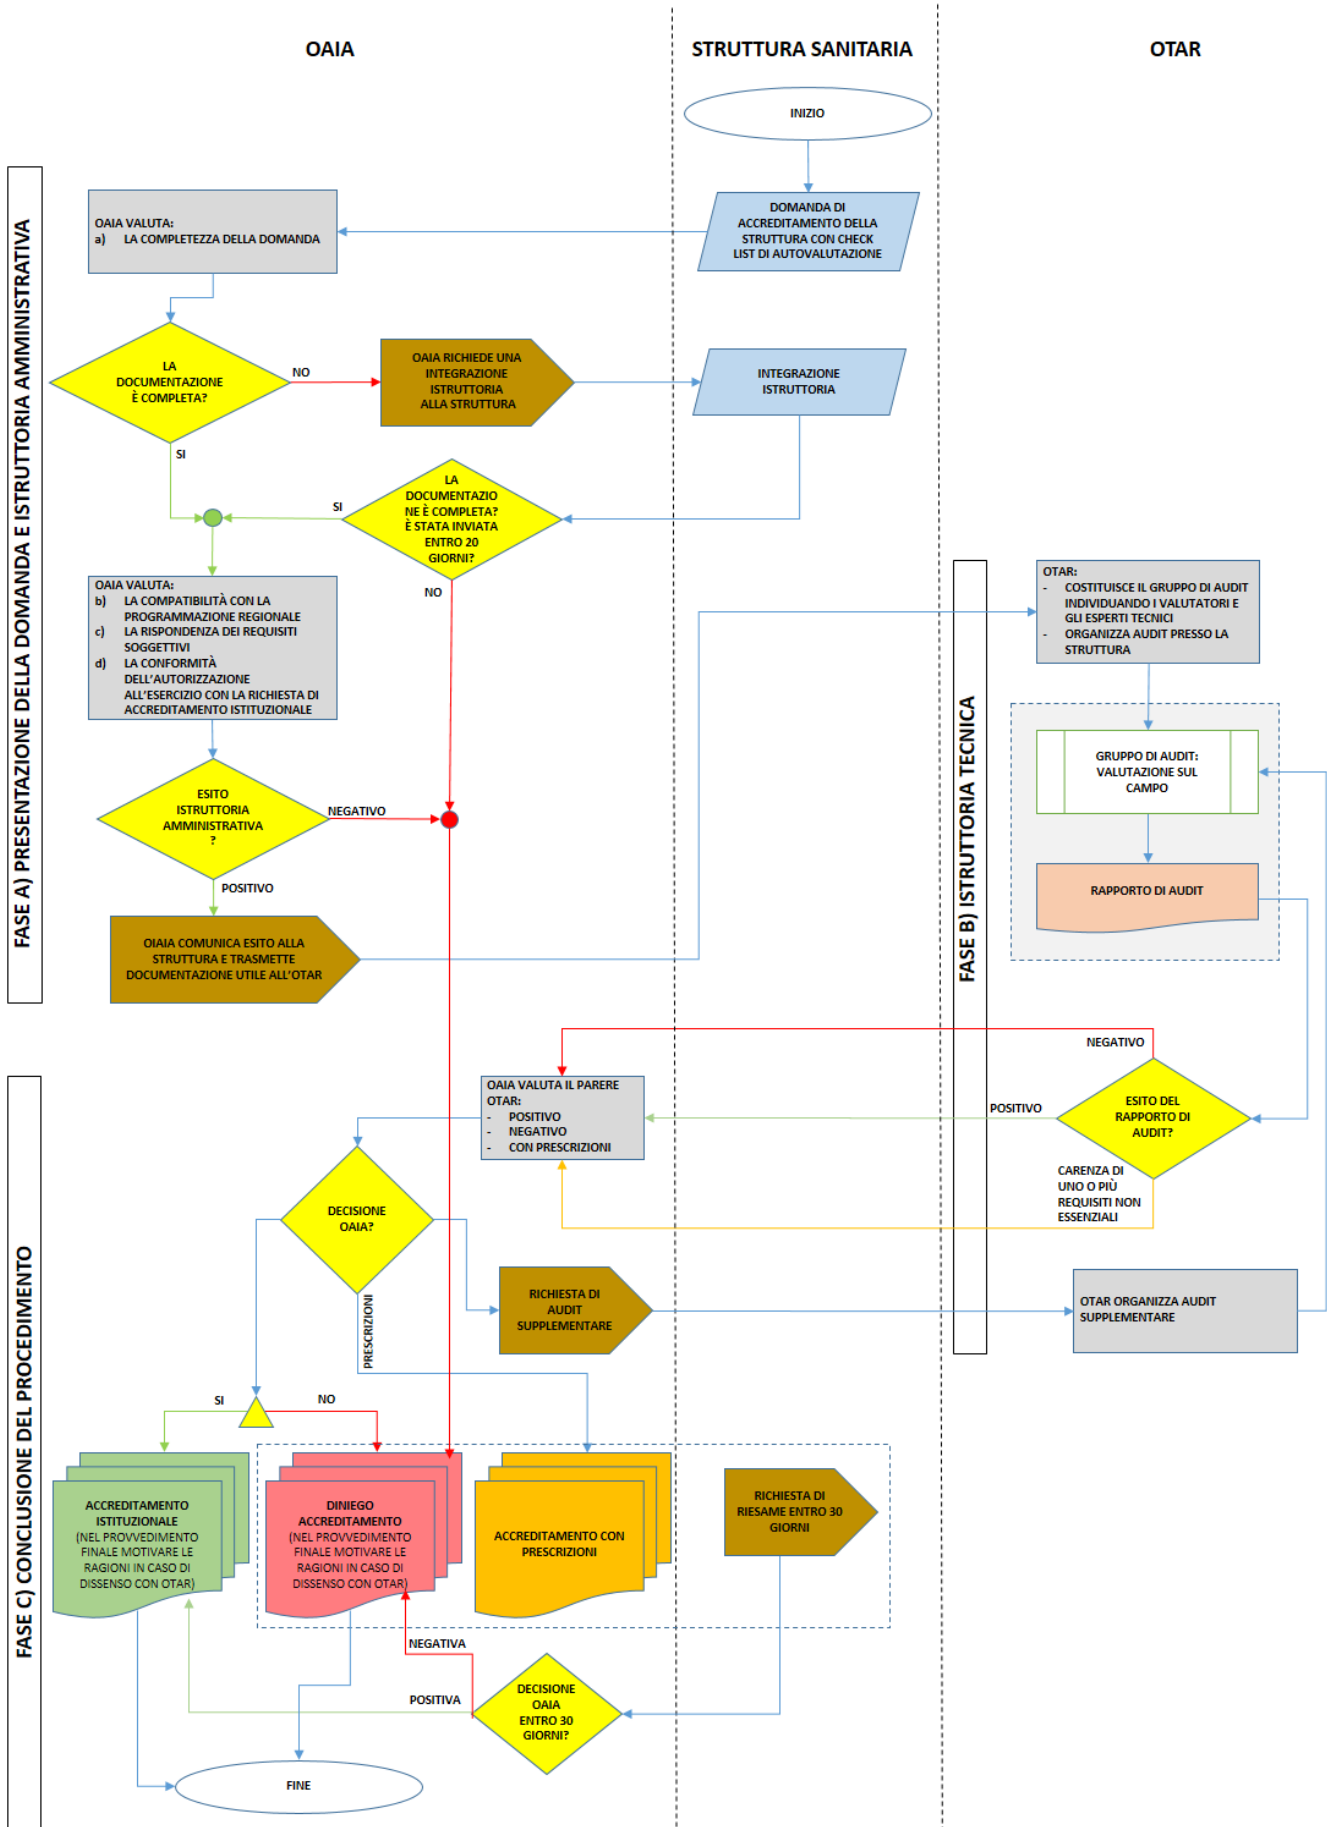 OAIA
STRUTTURA SANITARIA
OTAR
INIZIO
FASE A) PRESENTAZIONE DELLA DOMANDA E ISTRUTTORIA AMMINISTRATIVA
DOMANDA DI
ACCREDITAMENTO DELLA
STRUTTURA CON CHECK
LIST DI AUTOVALUTAZIONE
OAIA VALUTA:
a) LA COMPLETEZZA DELLA DOMANDA
LA
DOCUMENTAZIONE
È COMPLETA?
NO
OAIA RICHIEDE UNA
INTEGRAZIONE
ISTRUTTORIA
ALLA STRUTTURA
INTEGRAZIONE
ISTRUTTORIA
SI
LA
DOCUMENTAZIO
NE È COMPLETA?
È STATA INVIATA
ENTRO 20
GIORNI?
SI
NO
OAIA VALUTA:
b) LA COMPATIBILITÀ CON LA
PROGRAMMAZIONE REGIONALE
c) LA RISPONDENZA DEI REQUISITI
SOGGETTIVI
d) LA CONFORMITÀ
DELL'AUTORIZZAZIONE
ALL'ESERCIZIO CON LA RICHIESTA DI
ACCREDITAMENTO ISTITUZIONALE
FASE B) ISTRUTTORIA TECNICA
OTAR:
- COSTITUISCE IL GRUPPO DI AUDIT
INDIVIDUANDO I VALUTATORI E
GLI ESPERTI TECNICI
- ORGANIZZA AUDIT PRESSO LA
STRUTTURA
GRUPPO DI AUDIT:
VALUTAZIONE SUL
CAMPO
ESITO
ISTRUTTORIA
AMMINISTRATIVA
?
NEGATIVO
POSITIVO
RAPPORTO DI AUDIT
OIAIA COMUNICA ESITO ALLA
STRUTTURA E TRASMETTE
DOCUMENTAZIONE UTILE ALL'OTAR
NEGATIVO
FASE C) CONCLUSIONE DEL PROCEDIMENTO
OAIA VALUTA IL PARERE
OTAR:
- POSITIVO
- NEGATIVO
- CON PRESCRIZIONI
POSITIVO
ESITO DEL
RAPPORTO DI
AUDIT?
CARENZA DI
UNO O PIÙ
REQUISITI NON
ESSENZIALI
DECISIONE
OAIA?
PRESCRIZIONI
RICHIESTA DI
AUDIT
SUPPLEMENTARE
OTAR ORGANIZZA AUDIT
SUPPLEMENTARE
SI
NO
ACCREDITAMENTO
ISTITUZIONALE
(NEL PROVVEDIMENTO
FINALE MOTIVARE LE
RAGIONI IN CASO DI
DISSENSO CON OTAR)
DINIEGO
ACCREDITAMENTO
(NEL PROVVEDIMENTO
FINALE MOTIVARE LE
RAGIONI IN CASO DI
DISSENSO CON OTAR)
ACCREDITAMENTO CON
PRESCRIZIONI
RICHIESTA DI
RIESAME ENTRO 30
GIORNI
NEGATIVA
POSITIVA
DECISIONE
OAIA
ENTRO 30
GIORNI?
FINE